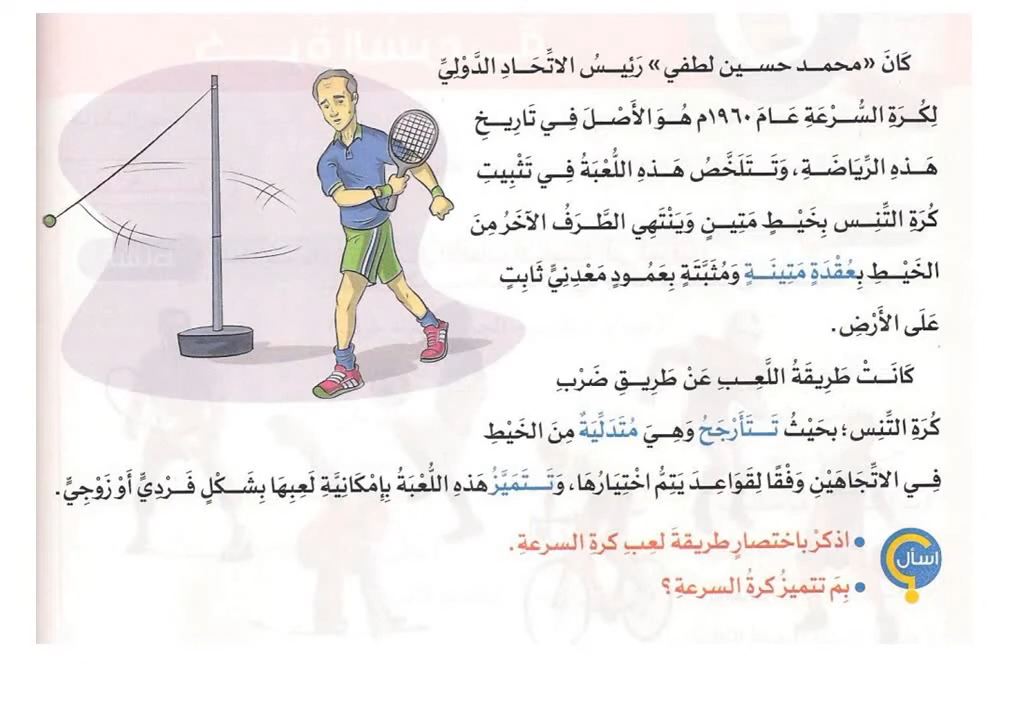 كَانَ «محمد حسين لطفي» رَئِيسُ الاتِّحَادِ الدَّوْلِيِّ
لِكُرَةِ السُّرْعَةِ عَامَ ١٩٦٠م هُوَ الأَصْلَ فِي تَارِيخِ
هَذِهِ الرِّيَاضَةِ، وَتَتَلَخَّصُ هَذِهِ اللُّعْبَةُ فِي تَثْبِيتِ
كُرَةِ التِّنِس بِخَيْطٍ مَتِينٍ وَيَنْتَهِي الطَّرَفُ الآخَرُ مِنَ
الخَيْطِ بِعُقْدَةٍ مَتِينَةٍ وَمُثَبَّتَةٍ بِعَمُودٍ مَعْدِنِيٍّ ثَابِتٍ
عَلَى الأَرْضِ.
كَانَتْ طَرِيقَةُ اللَّعِبِ عَنْ طَرِيقِ ضَرْبِ
كُرَةِ التِّنِس؛ بِحَيْثُ تَتَأَرْجَحُ وَهِيَ مُتَدَلِّيَةٌ مِنَ الخَيْطِ
فِي الاتِّجَاهَيْنِ وَفْقًا لِقَوَاعِدَ يَتِمُّ اخْتِيَارُهَا، وَتَتَمَيَّزُ هَذِهِ اللُّعْبَةُ بِإِمْكَانِيَّةِ لَعِبِهَا بِشَكْلٍ فَرْدِيٍّ أَوْ زَوْجِيٍّ.
اسأل
• اذكرْ باختصارٍ طريقةَ لعِبِ كرةِ السرعةِ.
• بِمَ تتميزُ كرةُ السرعةِ؟